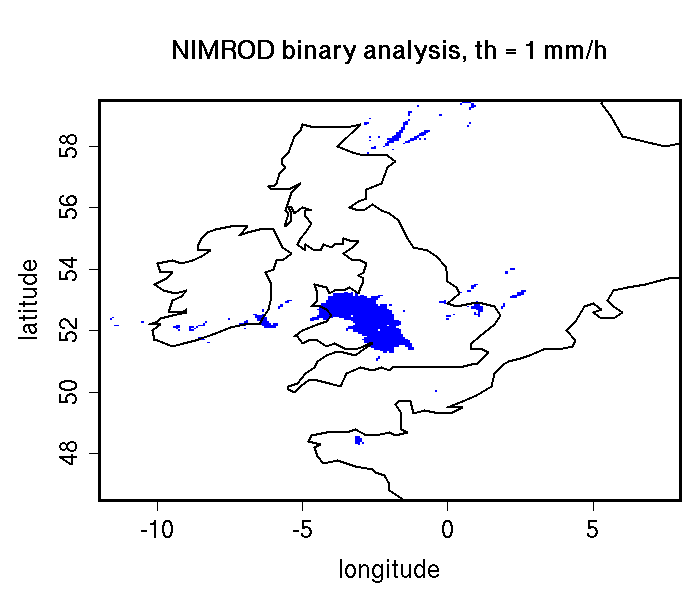 NIMROD binary analysis, th = 1 mm/h
58
56
54
52
50
48
latitude
-10 -5 0 5
longitude